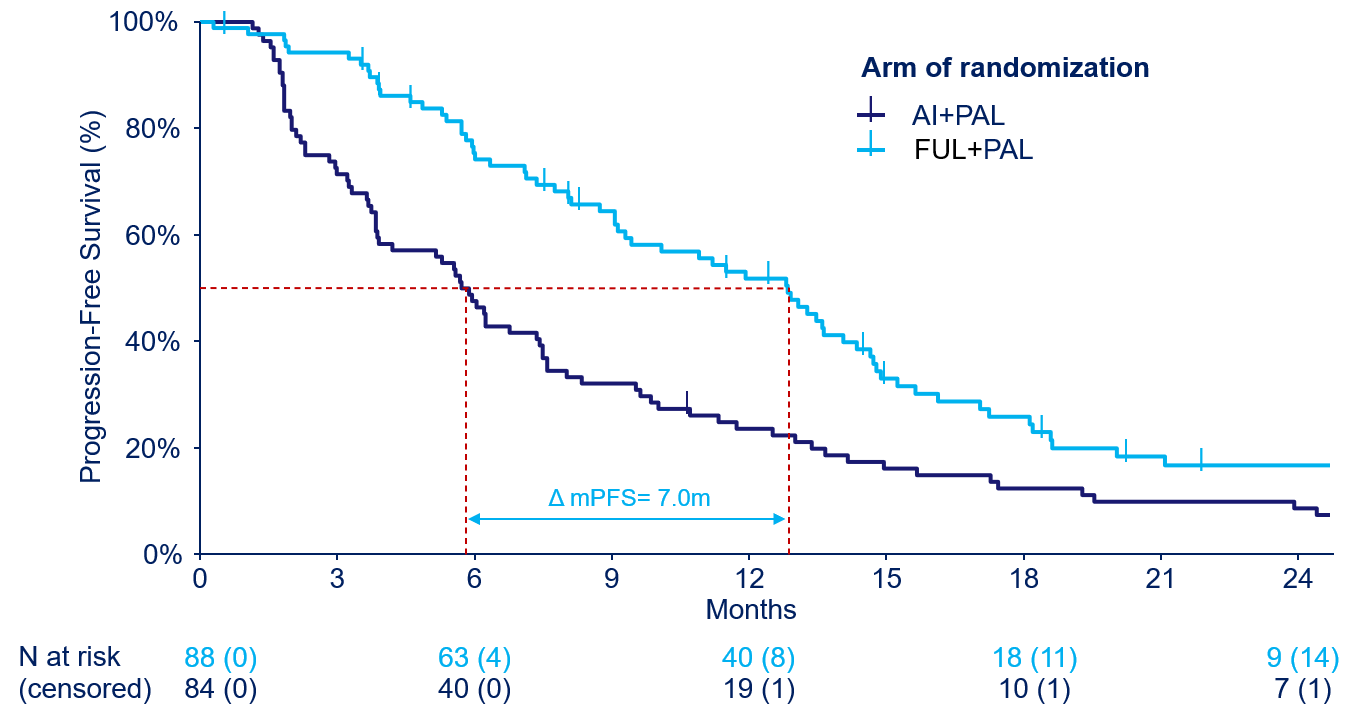 100%
80%
60%
40%
20%
0%
Progression-Free Survival (%)
Arm of randomization
AI+PAL
FUL+PAL
Δ mPFS= 7.0m
0 3 6 9 12 15 18 21 24
Months
N at risk 88 (0) 63 (4) 40 (8) 18 (11) 9 (14)
(censored) 84 (0) 40 (0) 19 (1) 10 (1) 7 (1)